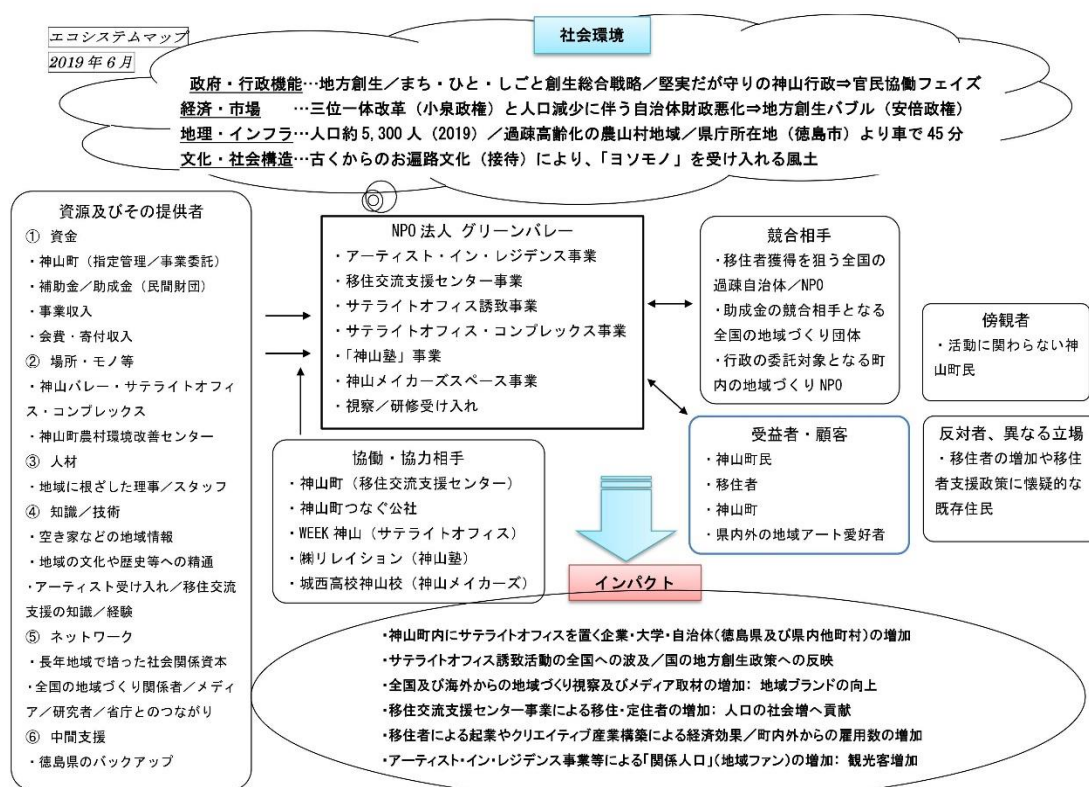 エコシステムマップ
2019年6月
社会環境
政府・行政機能…地方創生／まち・ひと・しごと創生総合戦略／堅実だが守りの神山行政⇒官民協働フェイズ
経済・市場 …三位一体改革（小泉政権）と人口減少に伴う自治体財政悪化⇒地方創生バブル（安倍政権）
地理・インフラ…人口約5,300人（2019）／過疎高齢化の農山村地域／県庁所在地（徳島市）より車で45分
文化・社会構造…古くからのお遍路文化（接待）により、「ヨソモノ」を受け入れる風土
資源及びその提供者
① 資金
・神山町（指定管理／事業委託）
・補助金／助成金（民間財団）
・事業収入
・会費・寄付収入
② 場所・モノ等
・神山バレー・サテライトオフィ
ス・コンプレックス
・神山町農村環境改善センター
③ 人材
・地域に根ざした理事／スタッフ
④ 知識／技術
・空き家などの地域情報
・地域の文化や歴史等への精通
・アーティスト受け入れ／移住交流
支援の知識／経験
⑤ ネットワーク
・長年地域で培った社会関係資本
・全国の地域づくり関係者／メディ
ア／研究者／省庁とのつながり
⑥ 中間支援
・徳島県のバックアップ
NPO法人 グリーンバレー
・アーティスト・イン・レジデンス事業
・移住交流支援センター事業
・サテライトオフィス誘致事業
・サテライトオフィス・コンプレックス事業
・「神山塾」事業
・神山メイカーズスペース事業
・視察／研修受け入れ
協働・協力相手
・神山町（移住交流支援センター）
・神山町つなぐ公社
・WEEK神山（サテライトオフィス）
・㈱リレイション（神山塾）
・城西高校神山校（神山メイカーズ）
競合相手
・移住者獲得を狙う全国の
過疎自治体／NPO
・助成金の競合相手となる
全国の地域づくり団体
・行政の委託対象となる町
内の地域づくりNPO
傍観者
・活動に関わらない神
山町民
受益者・顧客
・神山町民
・移住者
・神山町
・県内外の地域アート愛好者
反対者、異なる立場
・移住者の増加や移住
者支援政策に懐疑的な
既存住民
インパクト
・神山町内にサテライトオフィスを置く企業・大学・自治体（徳島県及び県内他町村）の増加
・サテライトオフィス誘致活動の全国への波及／国の地方創生政策への反映
・全国及び海外からの地域づくり視察及びメディア取材の増加： 地域ブランドの向上
・移住交流支援センター事業による移住・定住者の増加： 人口の社会増へ貢献
・移住者による起業やクリエイティブ産業構築による経済効果／町内外からの雇用数の増加
・アーティスト・イン・レジデンス事業等による「関係人口」（地域ファン）の増加： 観光客増加